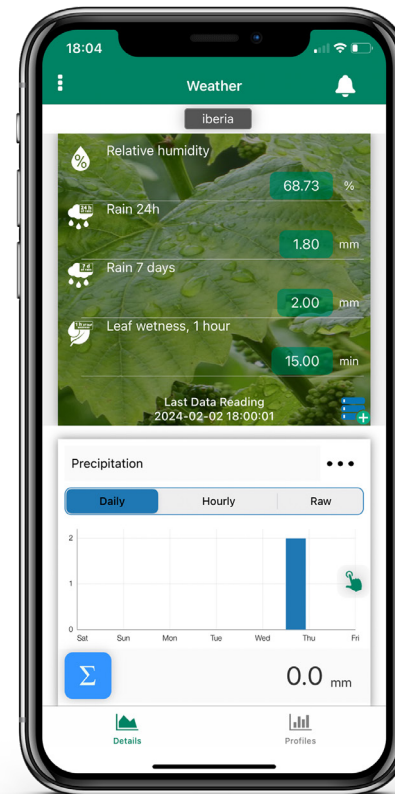 18:04
Weather
iberia
Relative humidity
68.73 %
Rain 24h
1.80 mm
Rain 7 days
2.00 mm
Leaf wetness, 1 hour
15.00 min
Last Data Reading
2024-02-02 18:00:01
Precipitation
Daily Hourly Raw
2
1
0
Sat Sun Mon Tue Wed Thu Fri
Σ 0.0 mm
Details Profiles